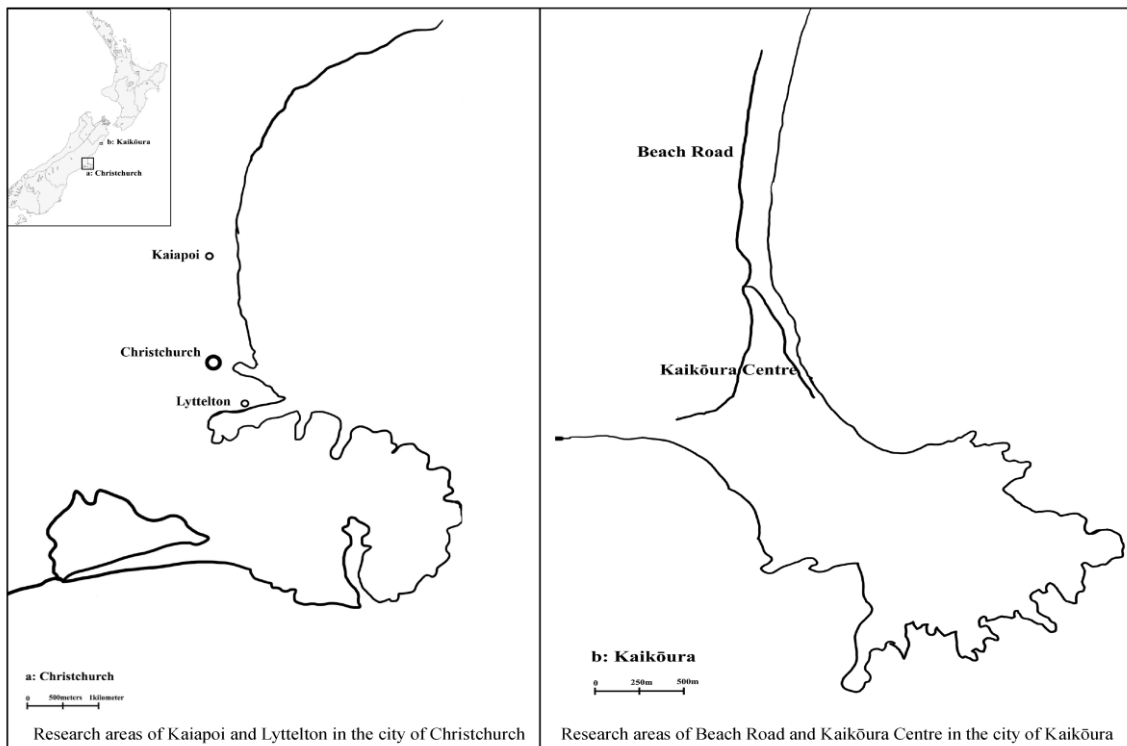 b: Kaikōura
a: Christchurch
Kaiapoi
Christchurch
Lyttelton
a: Christchurch
0 500meters 1kilometer
Research areas of Kaiapoi and Lyttelton in the city of Christchurch
Beach Road
Kaikōura Centre
b: Kaikōura
0 250m 500m
Research areas of Beach Road and Kaikōura Centre in the city of Kaikōura